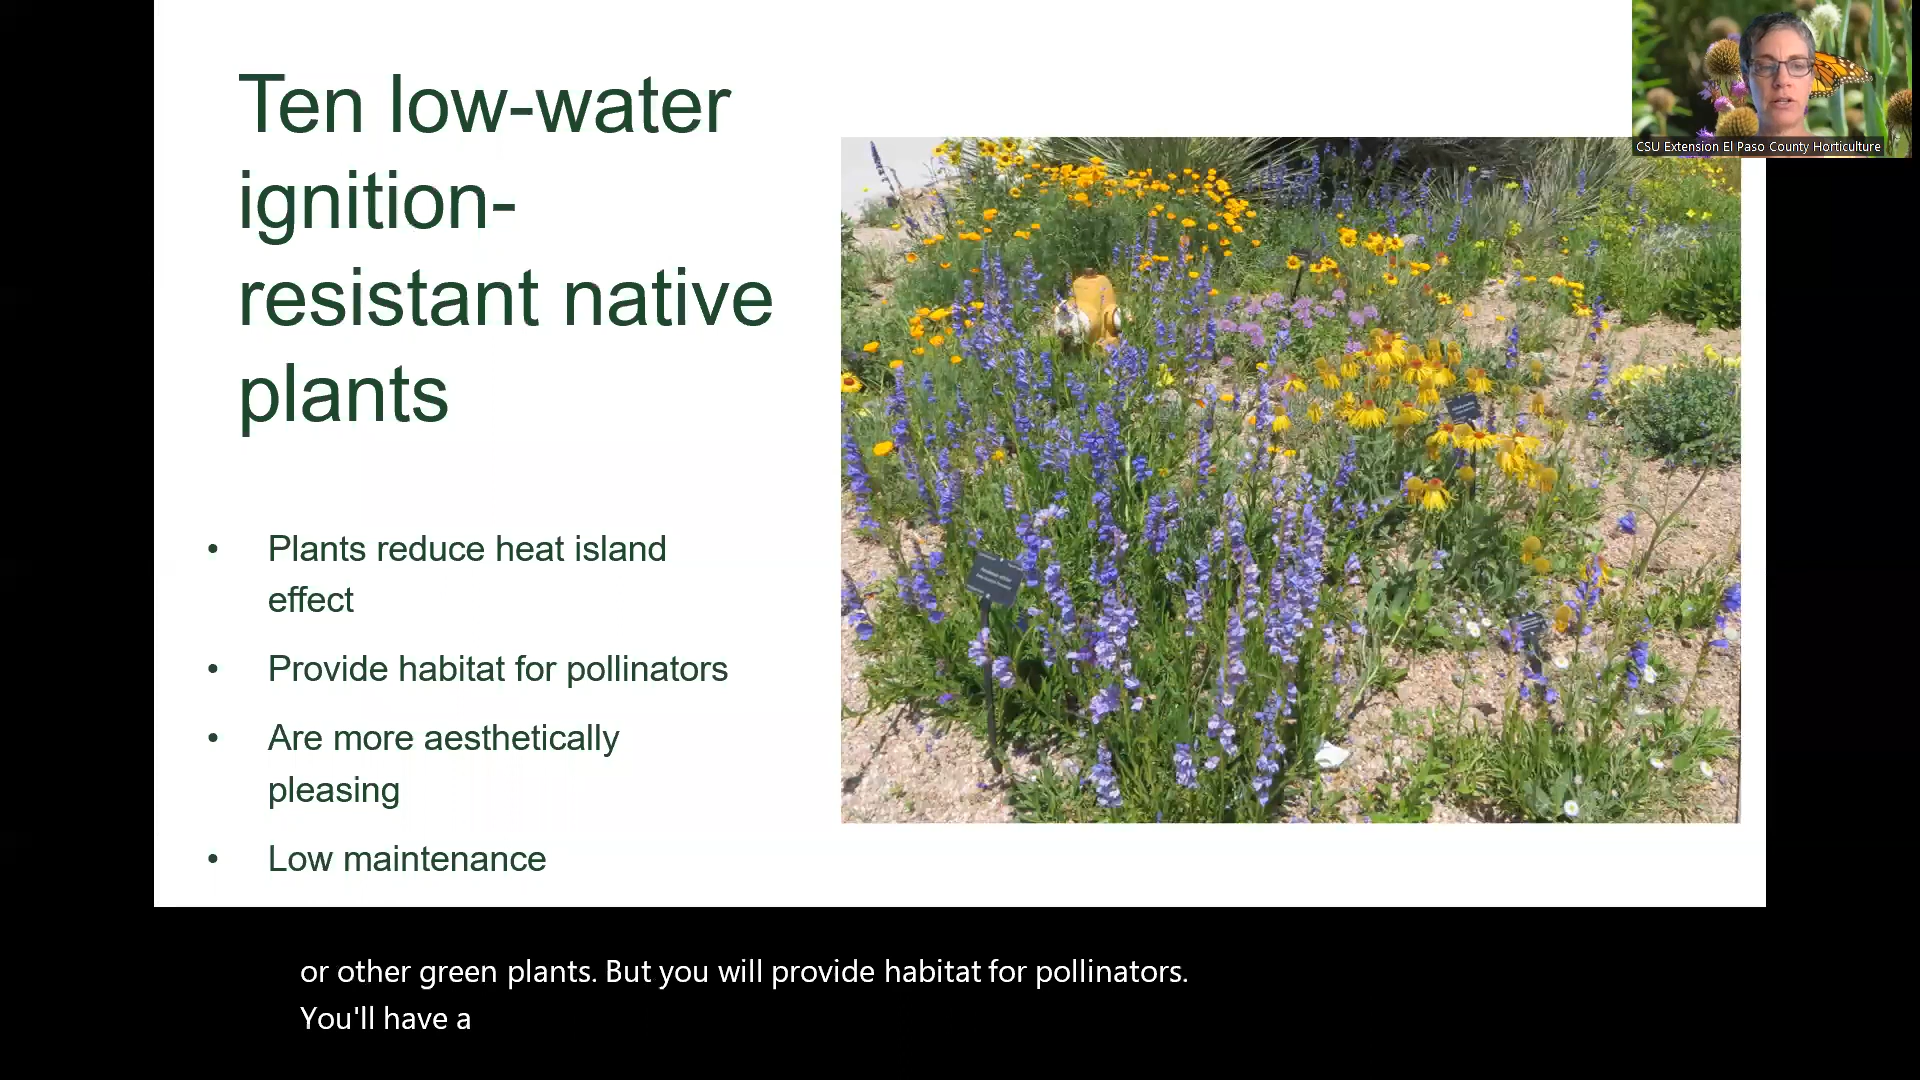 Ten low-water
ignition-
resistant native
plants
• Plants reduce heat island
effect
• Provide habitat for pollinators
• Are more aesthetically
pleasing
• Low maintenance
CSU Extension El Paso County Horticulture
or other green plants. But you will provide habitat for pollinators.
You'll have a